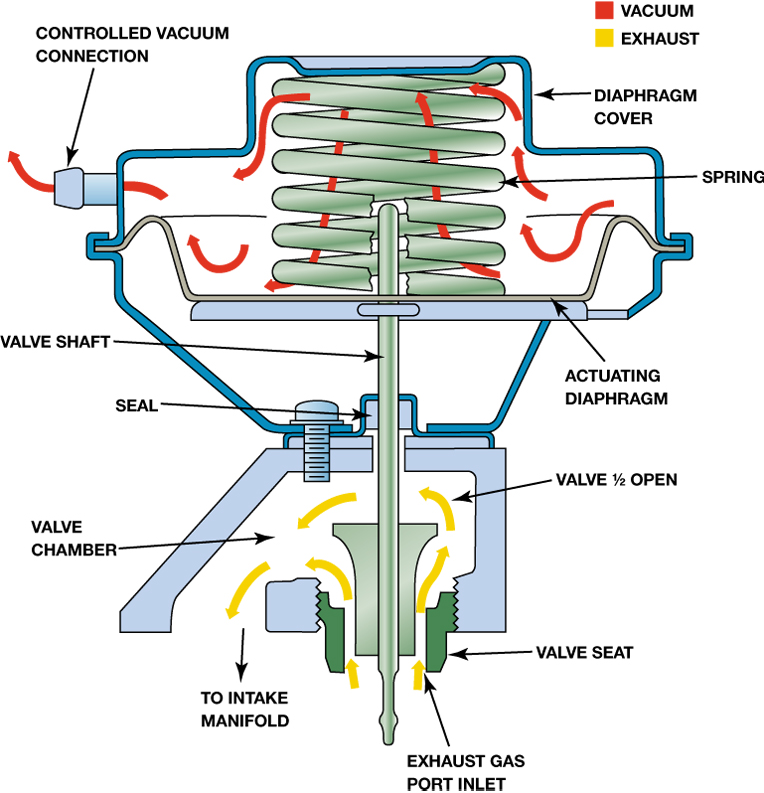 VACUUM
EXHAUST
CONTROLLED VACUUM
CONNECTION
DIAPHRAGM
COVER
SPRING
VALVE SHAFT
ACTUATING
DIAPHRAGM
SEAL
VALVE ½ OPEN
VALVE
CHAMBER
VALVE SEAT
TO INTAKE
MANIFOLD
EXHAUST GAS
PORT INLET